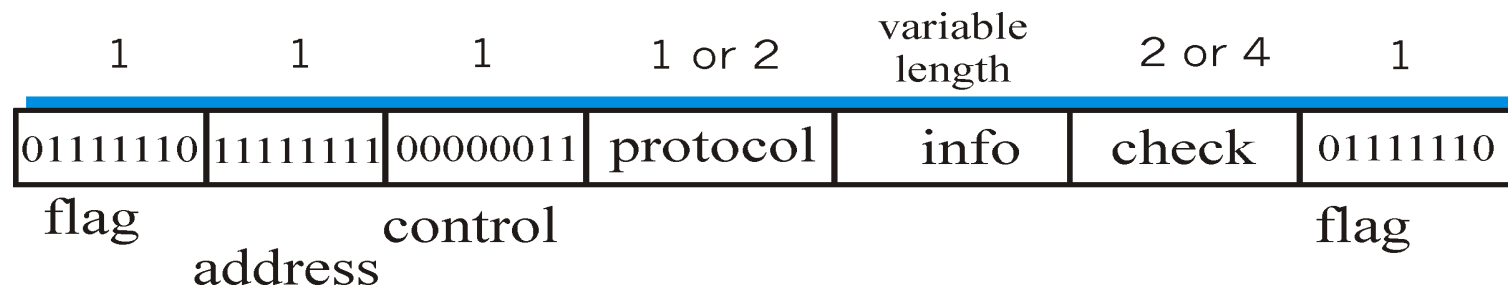 1 1 1 1 or 2 variable length 2 or 4 1
01111110 11111111 00000011 protocol info check 01111110
flag address control flag